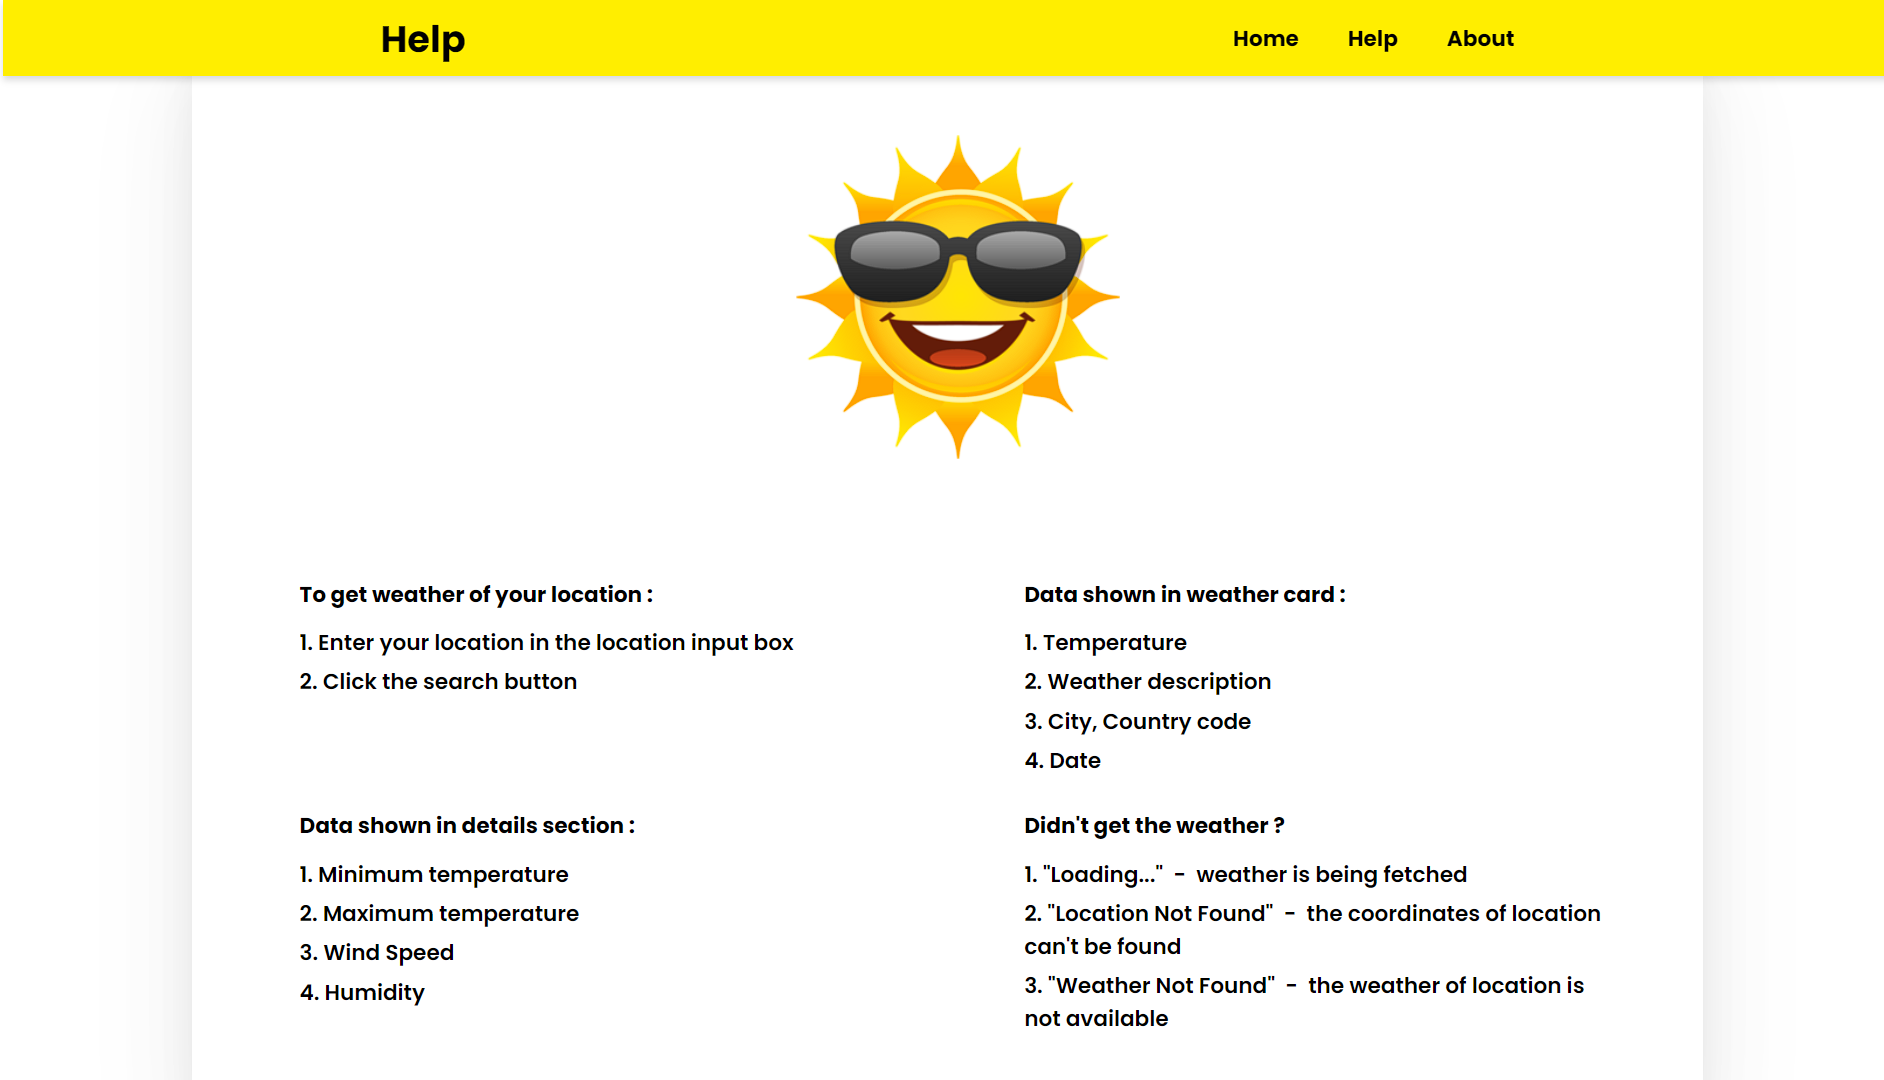 Help
Home
Help
About
To get weather of your location :
1. Enter your location in the location input box
2. Click the search button
Data shown in weather card :
1. Temperature
2. Weather description
3. City, Country code
4. Date
Data shown in details section :
1. Minimum temperature
2. Maximum temperature
3. Wind Speed
4. Humidity
Didn't get the weather ?
1. "Loading..." - weather is being fetched
2. "Location Not Found" - the coordinates of location
can't be found
3. "Weather Not Found" - the weather of location is
not available